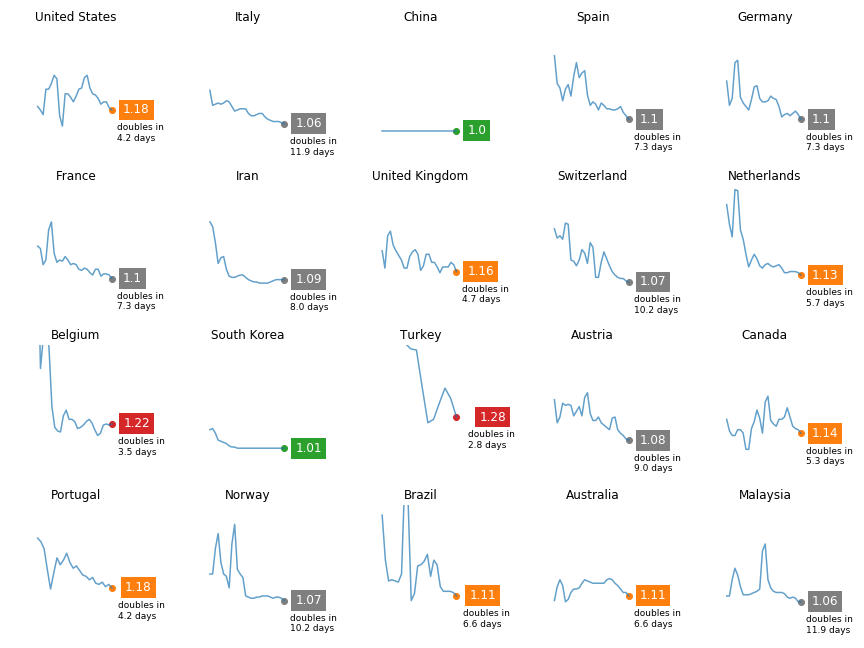 United States
Italy
China
Spain
Germany
1.18
doubles in
4.2 days
1.06
doubles in
11.9 days
1.0
1.1
doubles in
7.3 days
1.1
doubles in
7.3 days
France
Iran
United Kingdom
Switzerland
Netherlands
1.1
doubles in
7.3 days
1.09
doubles in
8.0 days
1.16
doubles in
4.7 days
1.07
doubles in
10.2 days
1.13
doubles in
5.7 days
Belgium
South Korea
Turkey
Austria
Canada
1.22
doubles in
3.5 days
1.01
1.28
doubles in
2.8 days
1.08
doubles in
9.0 days
1.14
doubles in
5.3 days
Portugal
Norway
Brazil
Australia
Malaysia
1.18
doubles in
4.2 days
1.07
doubles in
10.2 days
1.11
doubles in
6.6 days
1.11
doubles in
6.6 days
1.06
doubles in
11.9 days